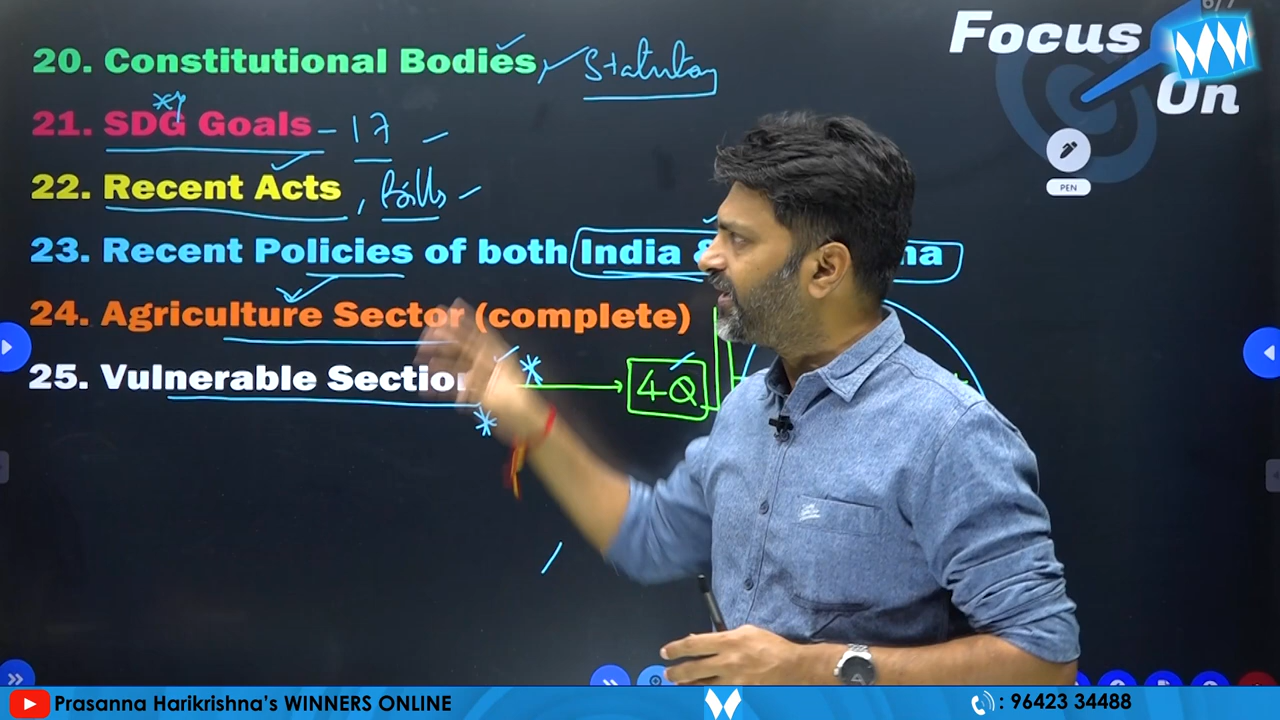 Focus
On
20. Constitutional Bodies, Statutory
21. SDG Goals - 17 -
22. Recent Acts, Bills -
23. Recent Policies of both India &
24. Agriculture Sector (complete)
25. Vulnerable Section
4Q
PEN
Prasanna Harikrishna's WINNERS ONLINE
: 96423 34488